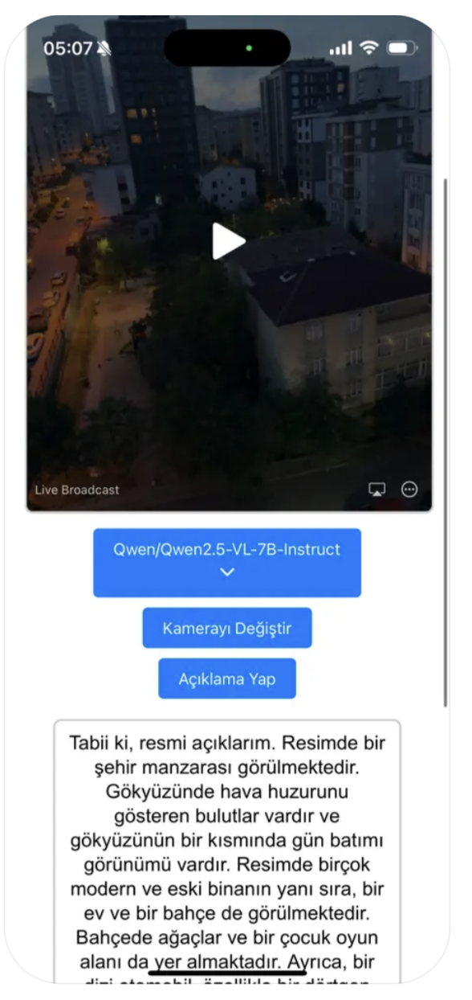 05:07
Live Broadcast
Qwen/Qwen2.5-VL-7B-Instruct
Kamerayı Değiştir
Açıklama Yap
Tabii ki, resmi açıklarım. Resimde bir
şehir manzarası görülmektedir.
Gökyüzünde hava huzurunu
gösteren bulutlar vardır ve
gökyüzünün bir kısmında gün batımı
görünümü vardır. Resimde birçok
modern ve eski binanın yanı sıra, bir
ev ve bir bahçe de görülmektedir.
Bahçede ağaçlar ve bir çocuk oyun
alanı da yer almaktadır. Ayrıca, bir